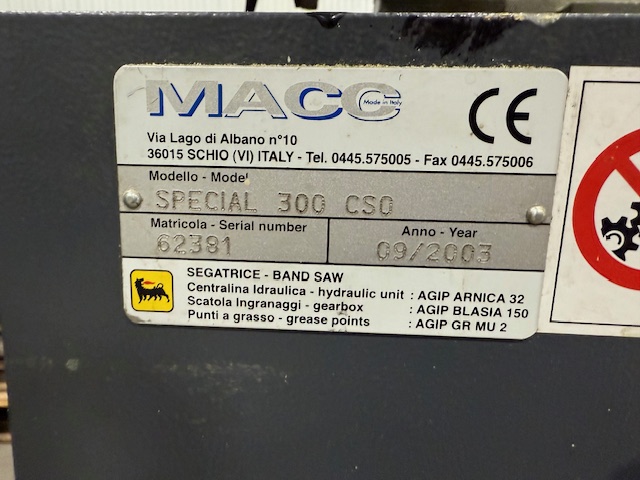 MACC
Made in Italy
CE
Via Lago di Albano n°10
36015 SCHIO (VI) ITALY - Tel. 0445.575005 - Fax 0445.575006
Modello - Model
SPECIAL 300 CSO
Matricola - Serial number
Anno - Year
62381
09/2003
SEGATRICE - BAND SAW
Centralina Idraulica - hydraulic unit : AGIP ARNICA 32
Scatola Ingranaggi - gearbox : AGIP BLASIA 150
Punti a grasso - grease points : AGIP GR MU 2